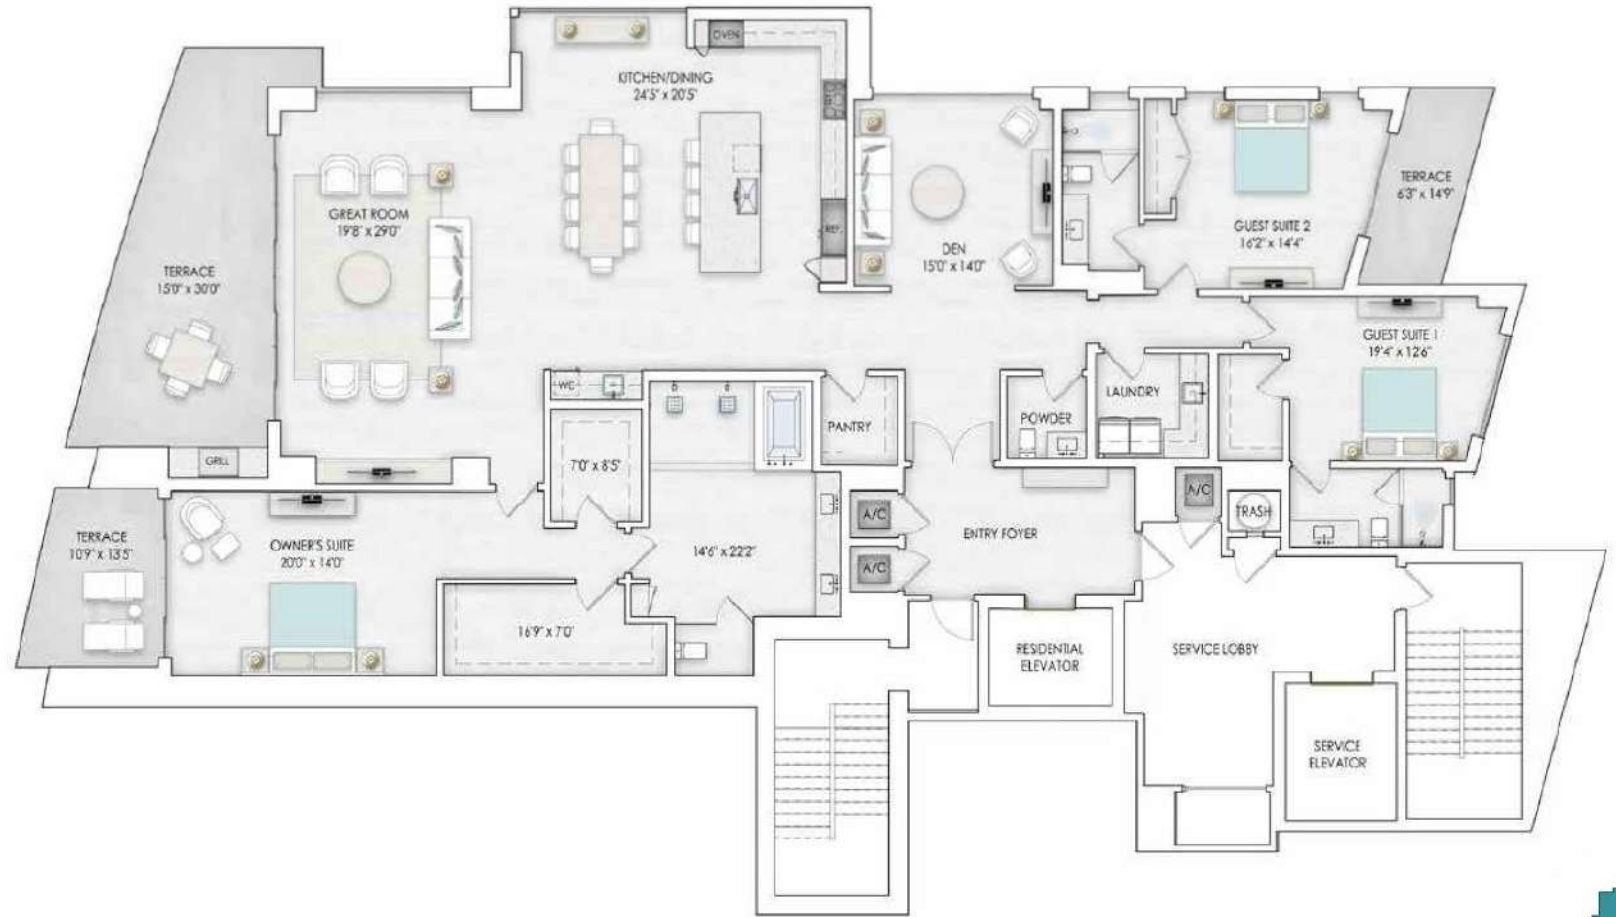 OVEN
KITCHEN/DINING
24'5" x 20'5"
REF.
GREAT ROOM
19'8" x 29'0"
TERRACE
15'0" x 30'0"
DEN
15'0" x 14'0"
GUEST SUITE 2
16'2" x 14'4"
TERRACE
6'3" x 14'9"
GUEST SUITE 1
19'4" x 12'6"
WC
PANTRY
POWDER
LAUNDRY
GRILL
7'0" x 8'5"
A/C
TRASH
A/C
ENTRY FOYER
TERRACE
10'9" x 13'5"
OWNER'S SUITE
20'0" x 14'0"
14'6" x 22'2"
A/C
16'9" x 7'0"
RESIDENTIAL
ELEVATOR
SERVICE LOBBY
SERVICE
ELEVATOR